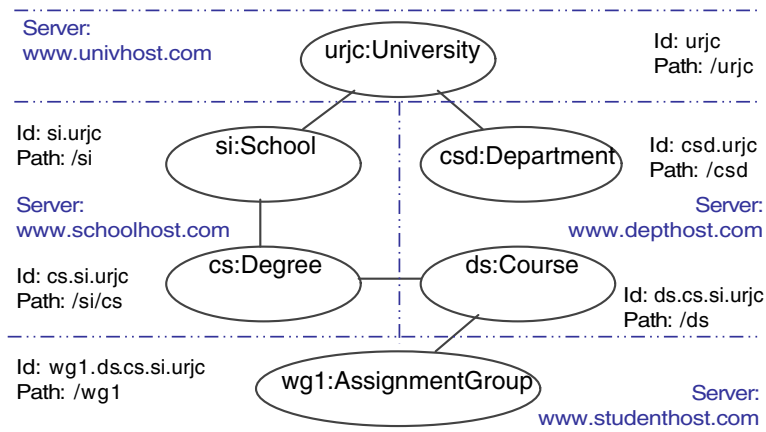 Server:
www.univhost.com
urjc:University
Id: urjc
Path: /urjc
Id: si.urjc
Path: /si
si:School
csd:Department
Id: csd.urjc
Path: /csd
Server:
www.schoolhost.com
Server:
www.depthost.com
Id: cs.si.urjc
Path: /si/cs
cs:Degree
ds:Course
Id: ds.cs.si.urjc
Path: /ds
Id: wg1.ds.cs.si.urjc
Path: /wg1
wg1:AssignmentGroup
Server:
www.studenthost.com